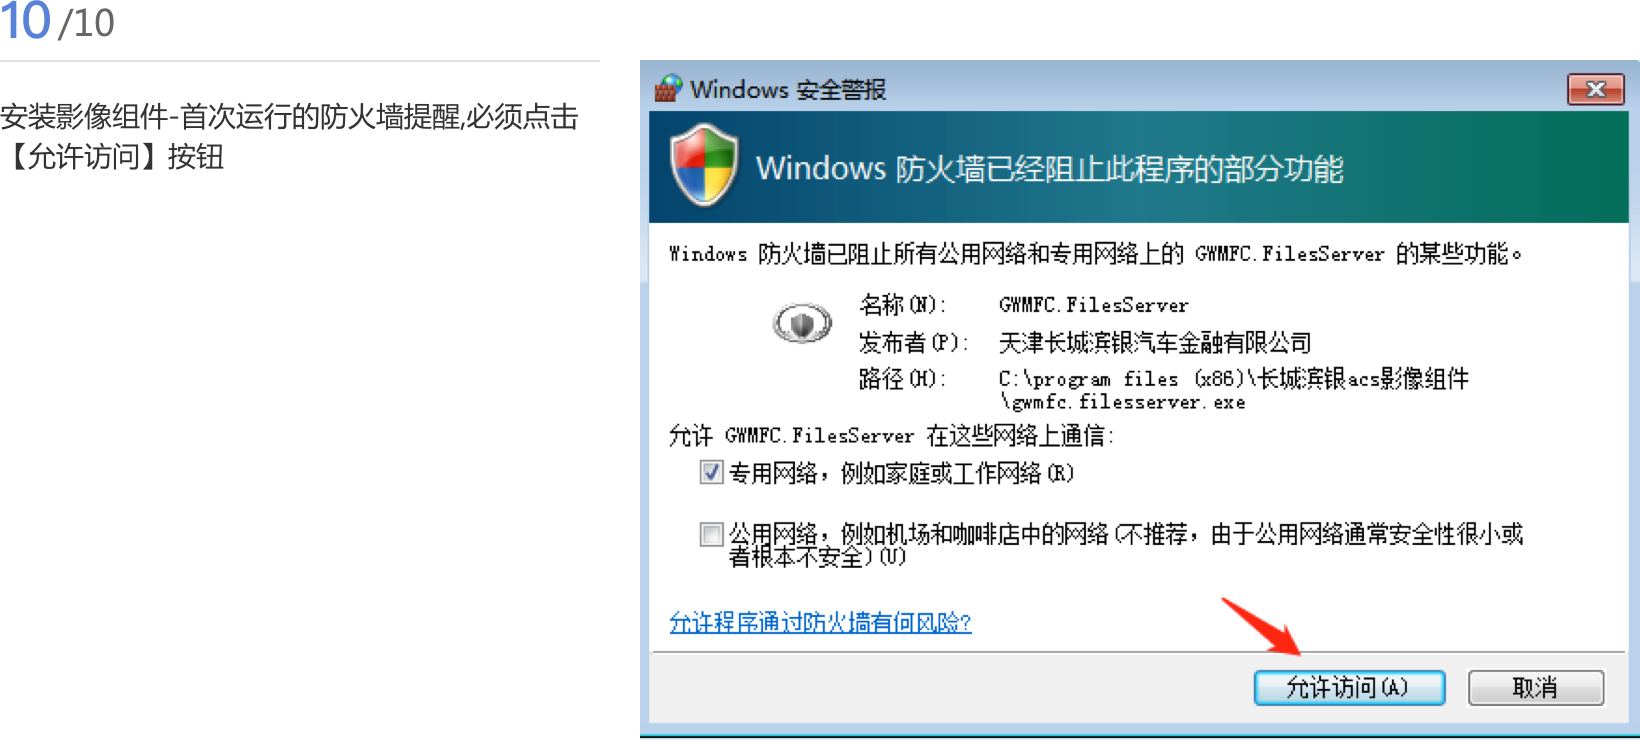 10/10
安装影像组件-首次运行的防火墙提醒,必须点击
【允许访问】按钮
Windows 安全警报
Windows 防火墙已经阻止此程序的部分功能
Windows 防火墙已阻止所有公用网络和专用网络上的 GWMFC.FilesServer 的某些功能。
名称(N): GWMFC.FilesServer
发布者(P): 天津长城滨银汽车金融有限公司
路径(H): C:\program files (x86)\长城滨银acs影像组件
\gwmfc.filesserver.exe
允许 GWMFC.FilesServer 在这些网络上通信:
专用网络，例如家庭或工作网络(R)
公用网络，例如机场和咖啡店中的网络(不推荐，由于公用网络通常安全性很小或
者根本不安全)(U)
允许程序通过防火墙有何风险?
允许访问(A) 取消